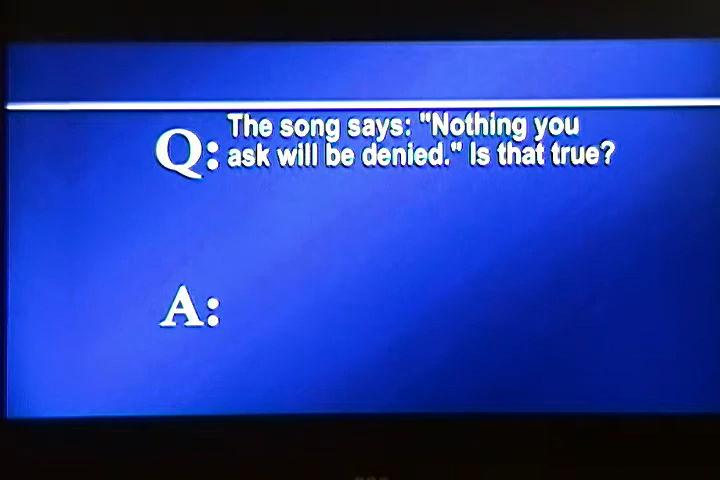 Q: The song says: "Nothing you
ask will be denied." Is that true?
A: